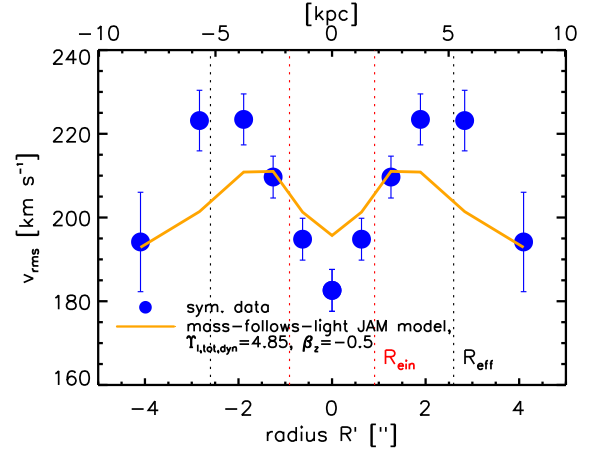 [kpc]
−10 −5 0 5 10
240
220
200
180
160
v_rms [km s⁻¹]
sym. data
mass−follows−light JAM model,
ϒ_I,tot,dyn=4.85, β_z=−0.5
R_ein R_eff
−4 −2 0 2 4
radius R' ["]